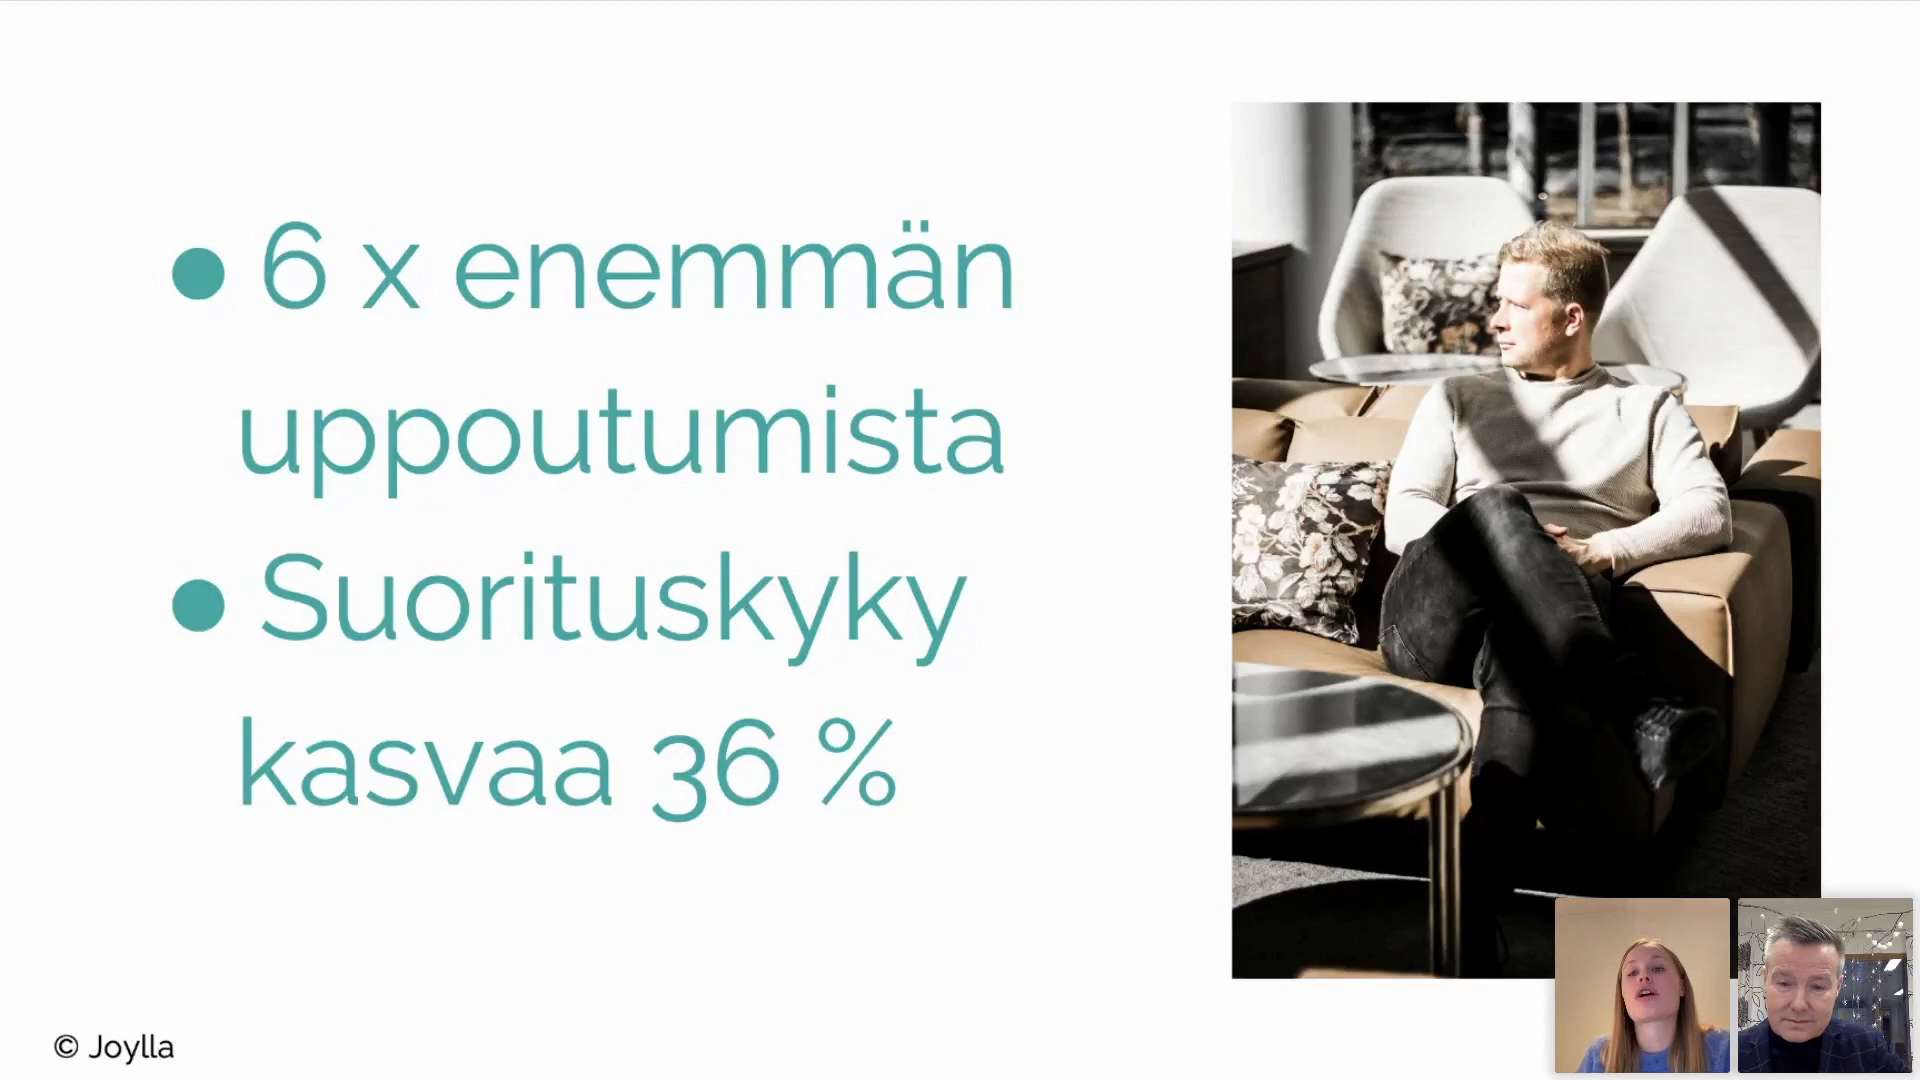 ● 6 x enemmän
uppoutumista
● Suorituskyky
kasvaa 36 %
© Joylla